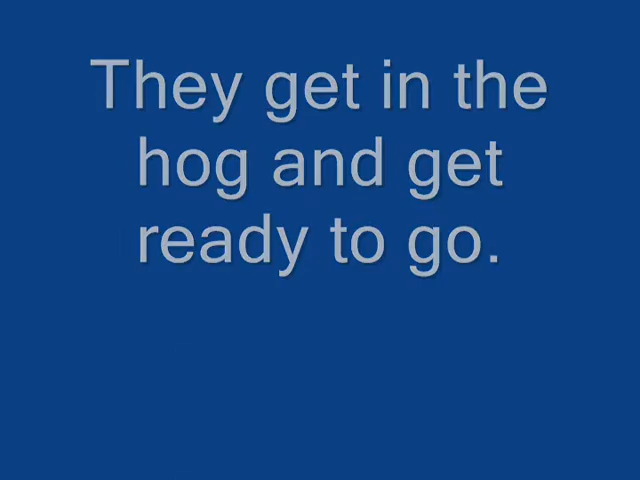 They get in the
hog and get
ready to go.